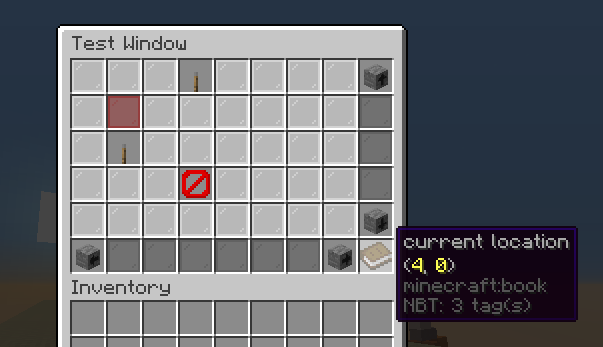 Test Window
current location
(4, 0)
minecraft:book
NBT: 3 tag(s)
Inventory